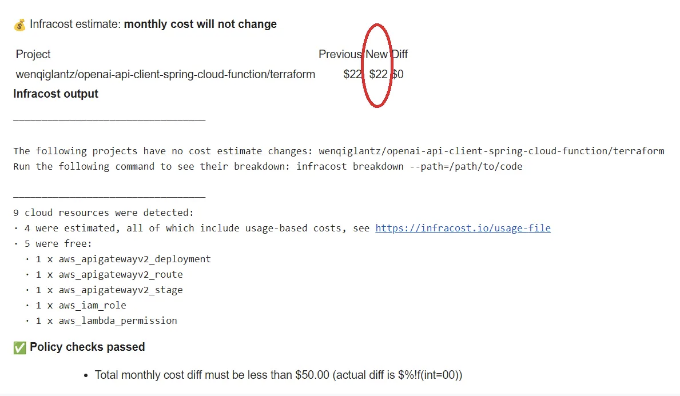 💰 Infracost estimate: monthly cost will not change
Project Previous New Diff
wenqiglantz/openai-api-client-spring-cloud-function/terraform $22 $22 $0
Infracost output
──────────────────────────────────
The following projects have no cost estimate changes: wenqiglantz/openai-api-client-spring-cloud-function/terraform
Run the following command to see their breakdown: infracost breakdown --path=/path/to/code
──────────────────────────────────
9 cloud resources were detected:
∙ 4 were estimated, all of which include usage-based costs, see https://infracost.io/usage-file
∙ 5 were free:
∙ 1 x aws_apigatewayv2_deployment
∙ 1 x aws_apigatewayv2_route
∙ 1 x aws_apigatewayv2_stage
∙ 1 x aws_iam_role
∙ 1 x aws_lambda_permission
✅ Policy checks passed
• Total monthly cost diff must be less than $50.00 (actual diff is $%!f(int=00))